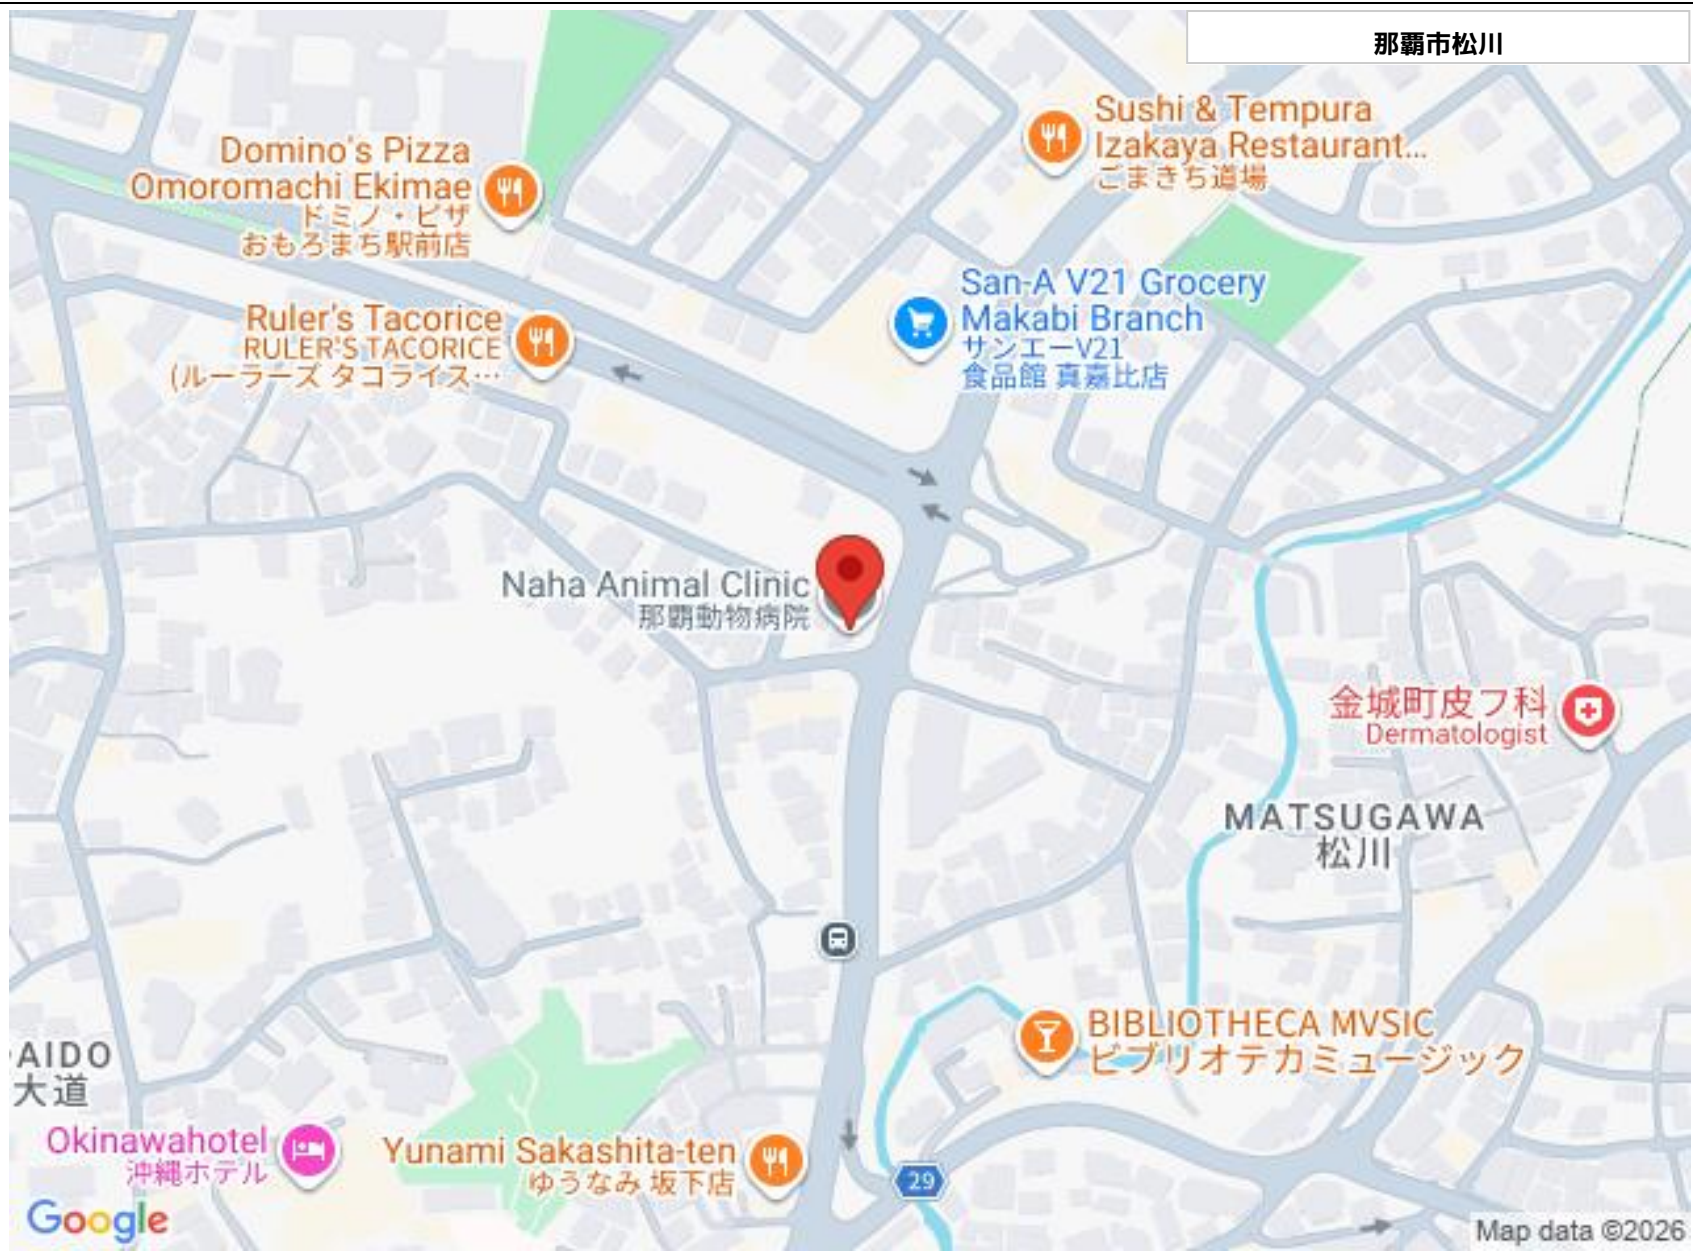 那覇市松川
Sushi & Tempura
Izakaya Restaurant...
ごまきち道場
Domino's Pizza
Omoromachi Ekimae
ドミノ・ピザ
おもろまち駅前店
San-A V21 Grocery
Makabi Branch
サンエーV21
食品館 真嘉比店
Ruler's Tacorice
RULER'S TACORICE
(ルーラーズ タコライス…
Naha Animal Clinic
那覇動物病院
金城町皮フ科
Dermatologist
MATSUGAWA
松川
BIBLIOTHECA MVSIC
ビブリオテカミュージック
AIDO
大道
Okinawahotel
沖縄ホテル
Yunami Sakashita-ten
ゆうなみ 坂下店
29
Google
Map data ©2026